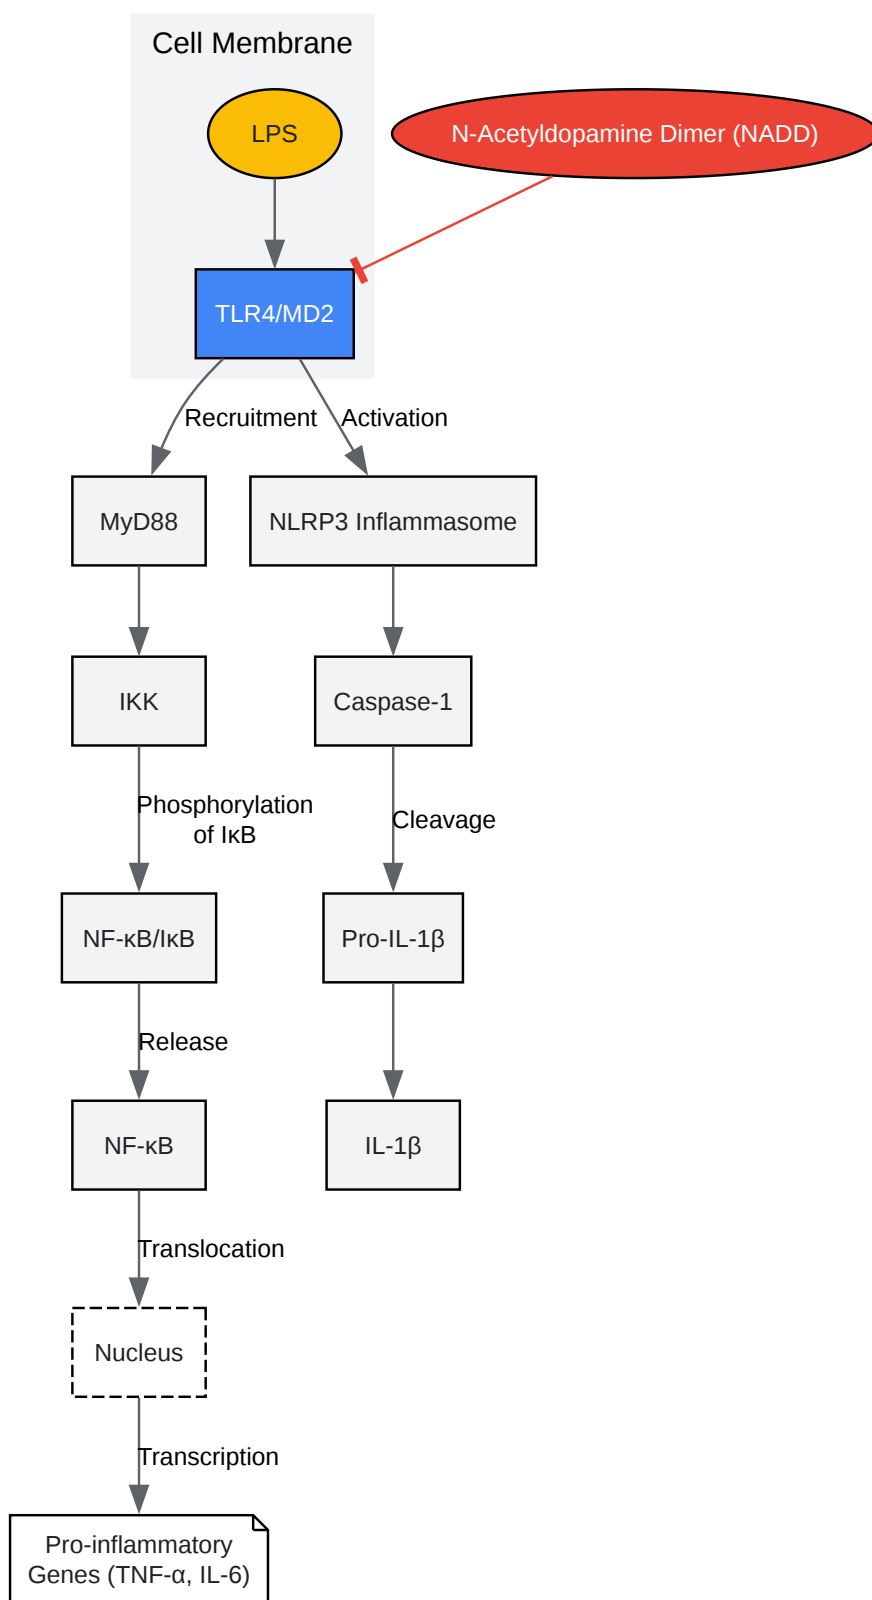 Cell Membrane
LPS
N-Acetyldopamine Dimer (NADD)
TLR4/MD2
Recruitment
Activation
MyD88
NLRP3 Inflammasome
IKK
Caspase-1
Phosphorylation
of IκB
Cleavage
NF-κB/IκB
Pro-IL-1β
Release
NF-κB
IL-1β
Translocation
Nucleus
Transcription
Pro-inflammatory
Genes (TNF-α, IL-6)